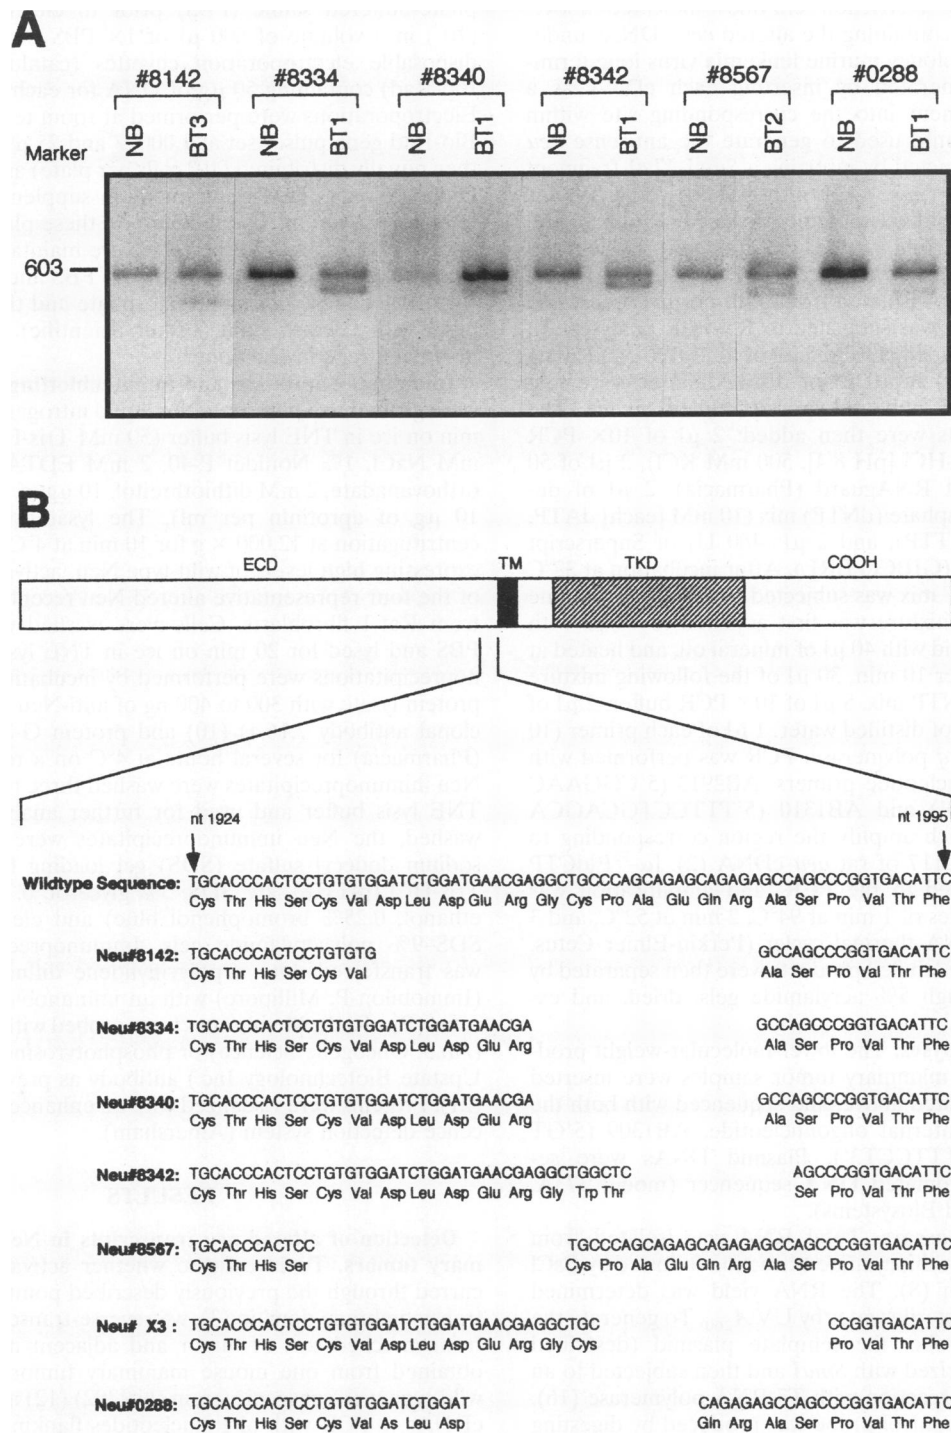 A
#8142 #8334 #8340 #8342 #8567 #0288
NB BT3 NB BT1 NB BT1 NB BT1 NB BT2 NB BT1
Marker
603
B
ECD TM TKD COOH
nt 1924 nt 1995
Wildtype Sequence: TGCACCCACTCCTGTGTGGATCTGGATGAACGAGGCTGCCCAGCAGAGCAGAGAGCCAGCCCGGTGACATTC
Cys Thr His Ser Cys Val Asp Leu Asp Glu Arg Gly Cys Pro Ala Glu Gln Arg Ala Ser Pro Val Thr Phe
Neu#8142: TGCACCCACTCCTGTGTG GCCAGCCCGGTGACATTC
Cys Thr His Ser Cys Val Ala Ser Pro Val Thr Phe
Neu#8334: TGCACCCACTCCTGTGTGGATCTGGATGAACGA GCCAGCCCGGTGACATTC
Cys Thr His Ser Cys Val Asp Leu Asp Glu Arg Ala Ser Pro Val Thr Phe
Neu#8340: TGCACCCACTCCTGTGTGGATCTGGATGAACGA GCCAGCCCGGTGACATTC
Cys Thr His Ser Cys Val Asp Leu Asp Glu Arg Ala Ser Pro Val Thr Phe
Neu#8342: TGCACCCACTCCTGTGTGGATCTGGATGAACGAGGCTGGCTC AGCCCGGTGACATTC
Cys Thr His Ser Cys Val Asp Leu Asp Glu Arg Gly Trp Thr Ser Pro Val Thr Phe
Neu#8567: TGCACCCACTCC TGCCCAGCAGAGCAGAGAGCCAGCCCGGTGACATTC
Cys Thr His Ser Cys Pro Ala Glu Gln Arg Ala Ser Pro Val Thr Phe
Neu# X3 : TGCACCCACTCCTGTGTGGATCTGGATGAACGAGGCTGC CCGGTGACATTC
Cys Thr His Ser Cys Val Asp Leu Asp Glu Arg Gly Cys Pro Val Thr Phe
Neu#0288: TGCACCCACTCCTGTGTGGATCTGGAT CAGAGAGCCAGCCCGGTGACATTC
Cys Thr His Ser Cys Val As Leu Asp Gln Arg Ala Ser Pro Val Thr Phe